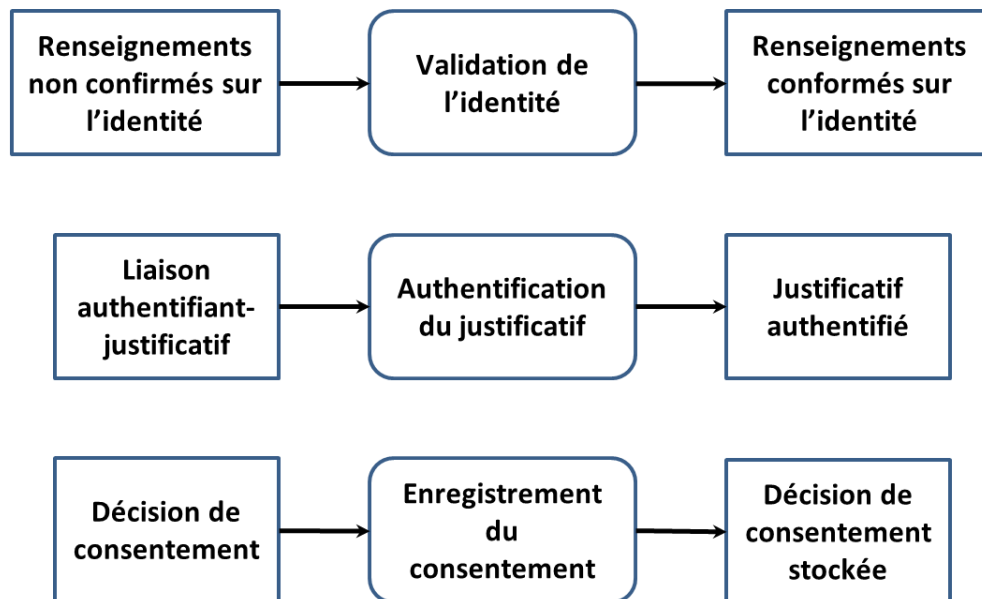 Renseignements
non confirmés sur
l’identité
Validation de
l’identité
Renseignements
conformés sur
l’identité
Liaison
authentifiant-
justificatif
Authentification
du justificatif
Justificatif
authentifié
Décision de
consentement
Enregistrement
du
consentement
Décision de
consentement
stockée